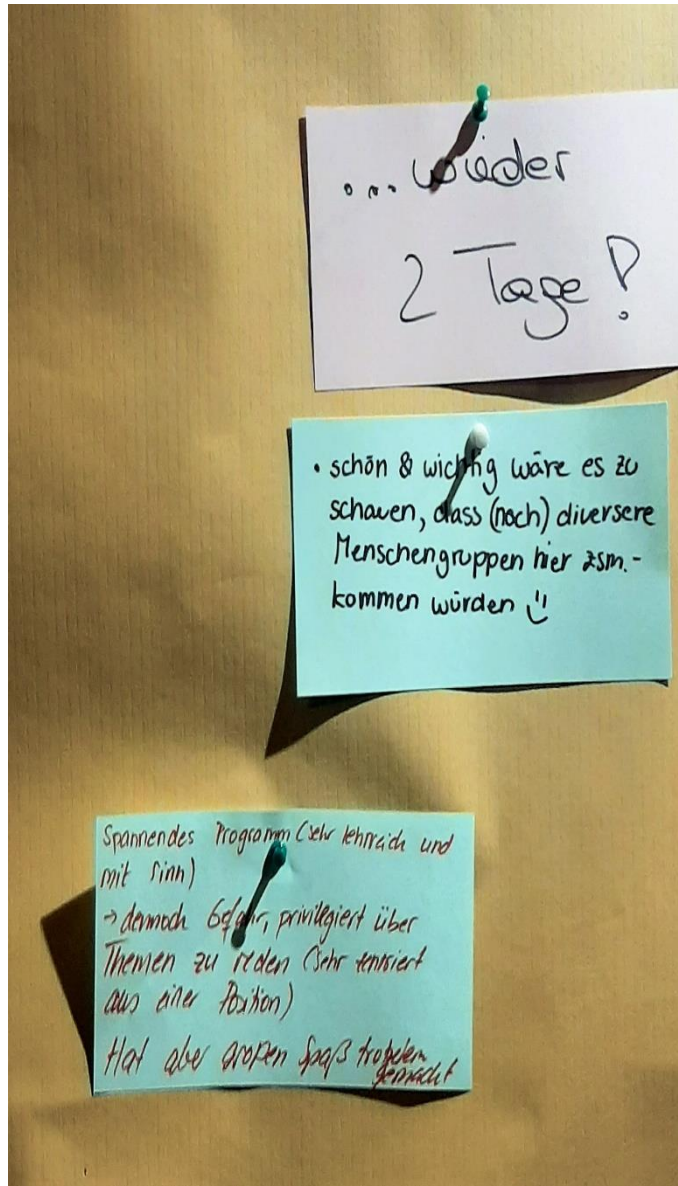 ... wieder
2 Tage!
• schön & wichtig wäre es zu
schauen, dass (noch) diversere
Menschengruppen hier zsm.-
kommen würden
Spannendes Programm (sehr lehrreich und
mit Sinn)
→ dennoch Gefahr, privilegiert über
Themen zu reden (sehr
aus einer Position)
Hat aber großen Spaß trotzdem
gemacht